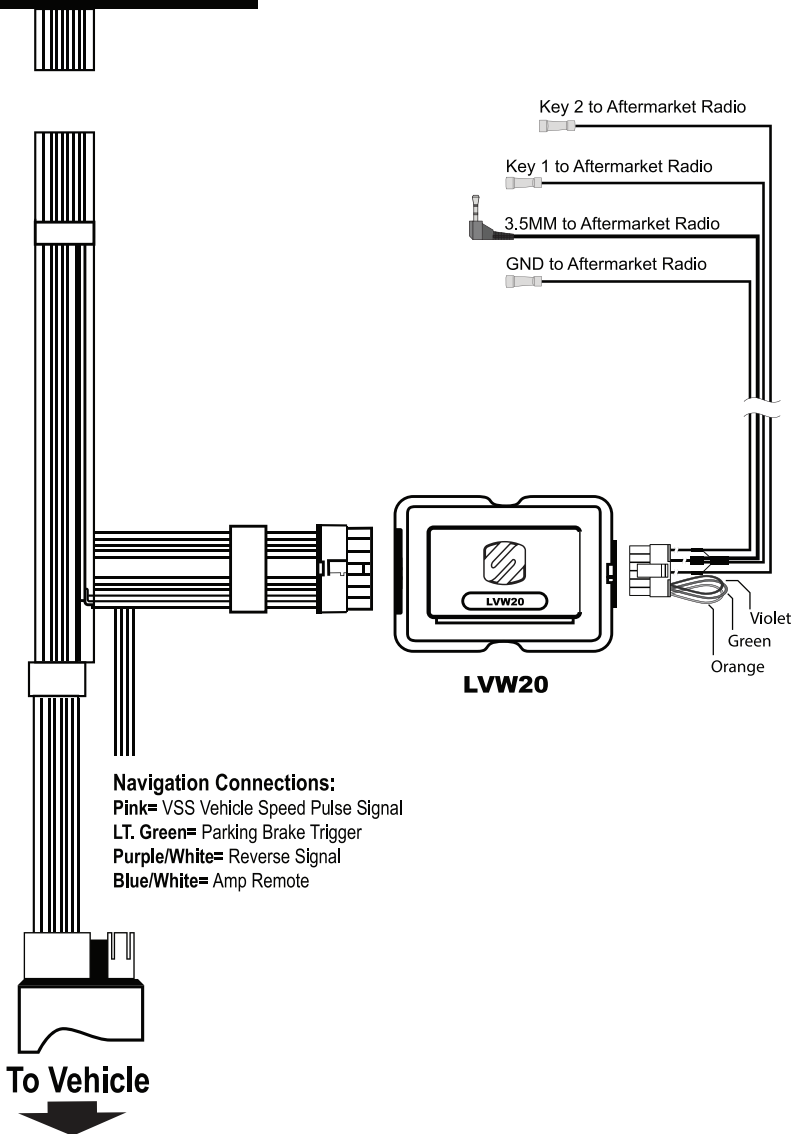 Key 2 to Aftermarket Radio
Key 1 to Aftermarket Radio
3.5MM to Aftermarket Radio
GND to Aftermarket Radio
LVW20
Violet
Green
Orange
LVW20
Navigation Connections:
Pink= VSS Vehicle Speed Pulse Signal
LT. Green= Parking Brake Trigger
Purple/White= Reverse Signal
Blue/White= Amp Remote
To Vehicle